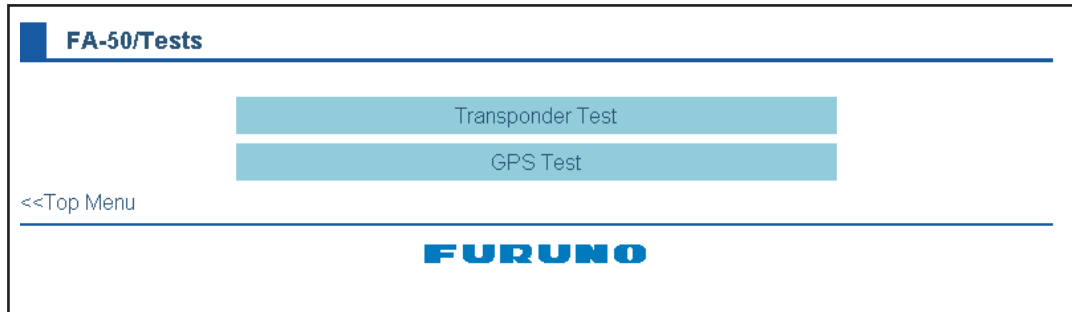 FA-50/Tests
Transponder Test
GPS Test
<<Top Menu
FURUNO